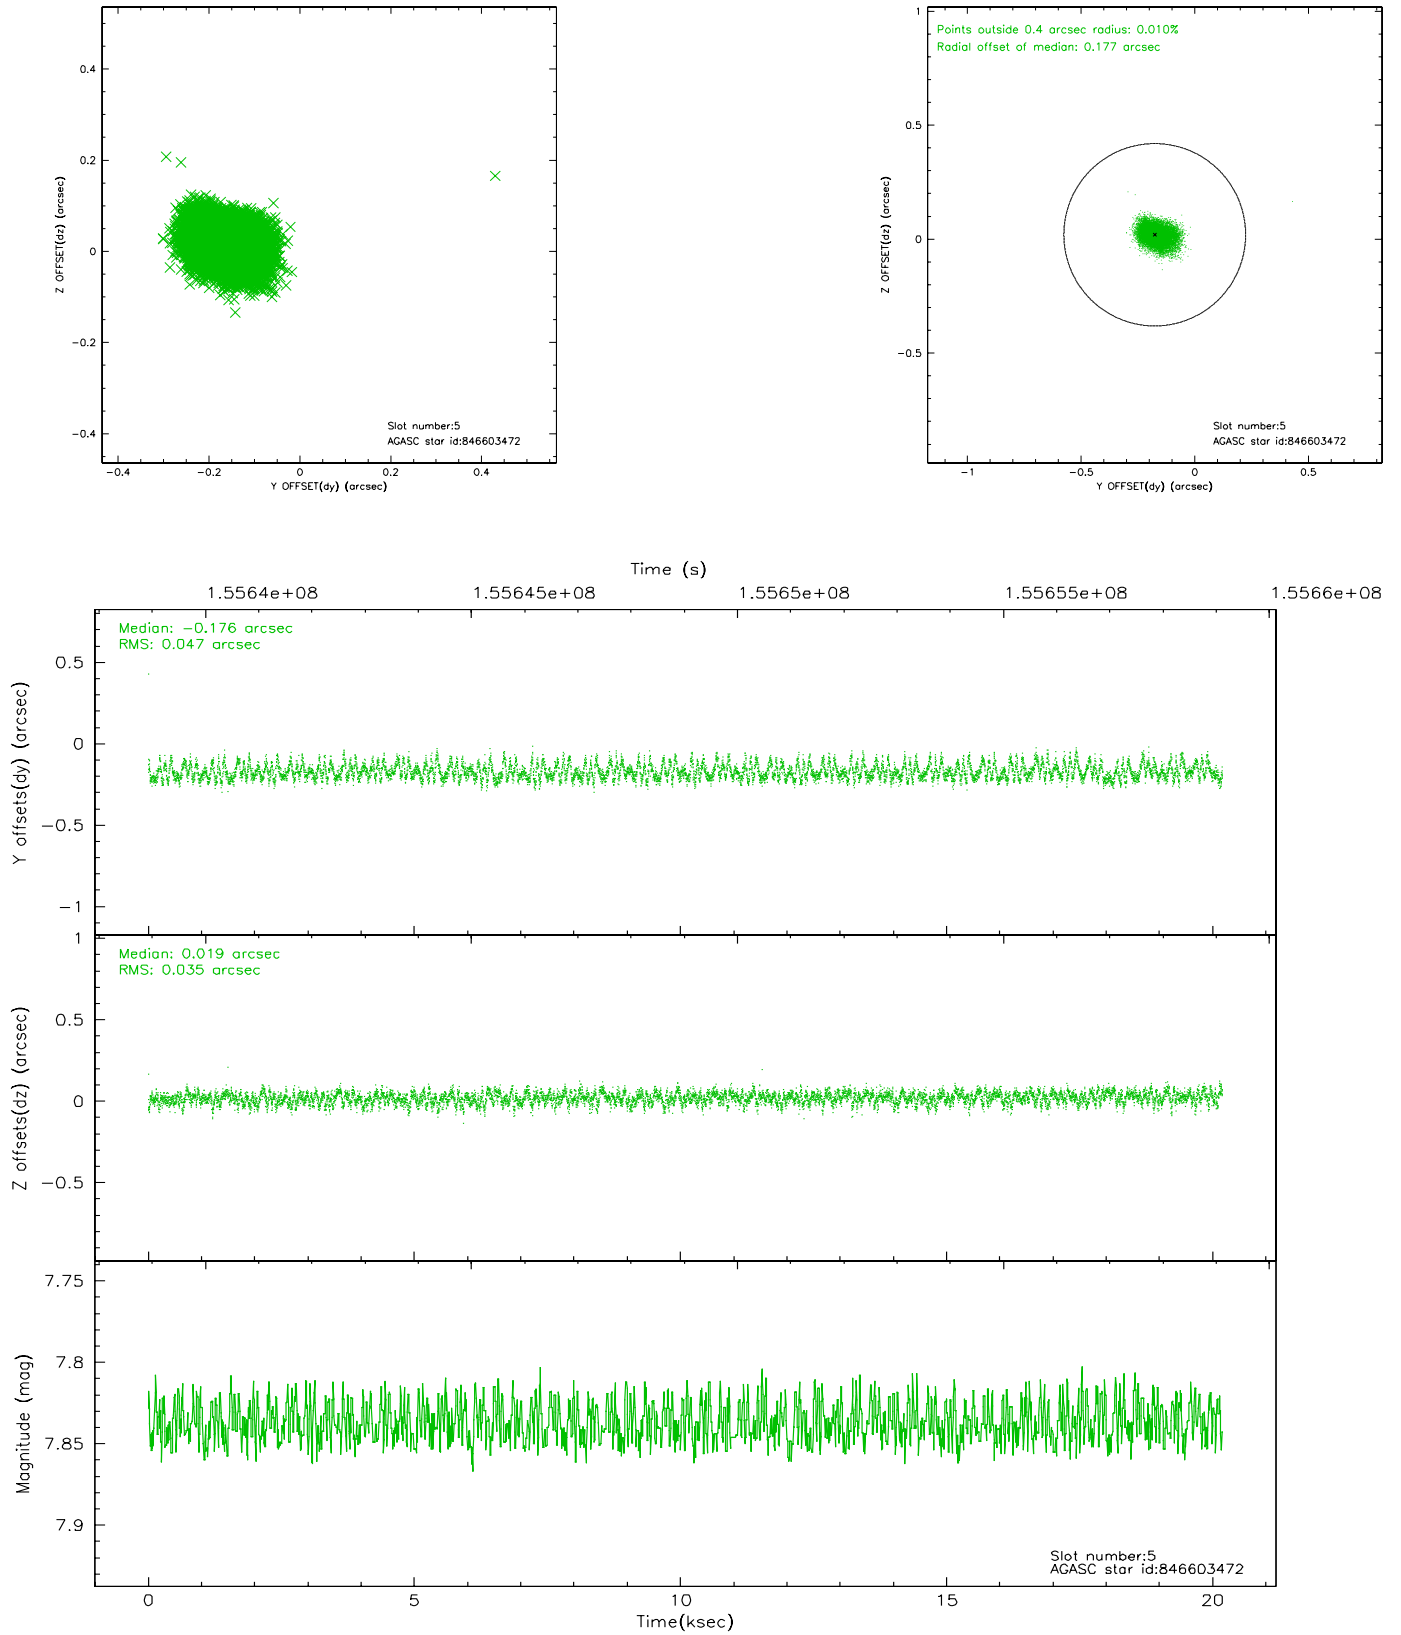 0.4
0.2
0
−0.2
−0.4
Z OFFSET(dz) (arcsec)
−0.4
−0.2
0
0.2
0.4
Y OFFSET(dy) (arcsec)
Slot number:5
AGASC star id:846603472
Points outside 0.4 arcsec radius: 0.010%
Radial offset of median: 0.177 arcsec
1
0.5
0
−0.5
Z OFFSET(dz) (arcsec)
−1
−0.5
0
0.5
Y OFFSET(dy) (arcsec)
Slot number:5
AGASC star id:846603472
Time (s)
1.5564e+08
1.55645e+08
1.5565e+08
1.55655e+08
1.5566e+08
Median: −0.176 arcsec
RMS: 0.047 arcsec
0.5
0
−0.5
−1
Y offsets(dy) (arcsec)
Median: 0.019 arcsec
RMS: 0.035 arcsec
1
0.5
0
−0.5
Z offsets(dz) (arcsec)
7.75
7.8
7.85
7.9
Magnitude (mag)
Slot number:5
AGASC star id:846603472
0
5
10
15
20
Time(ksec)